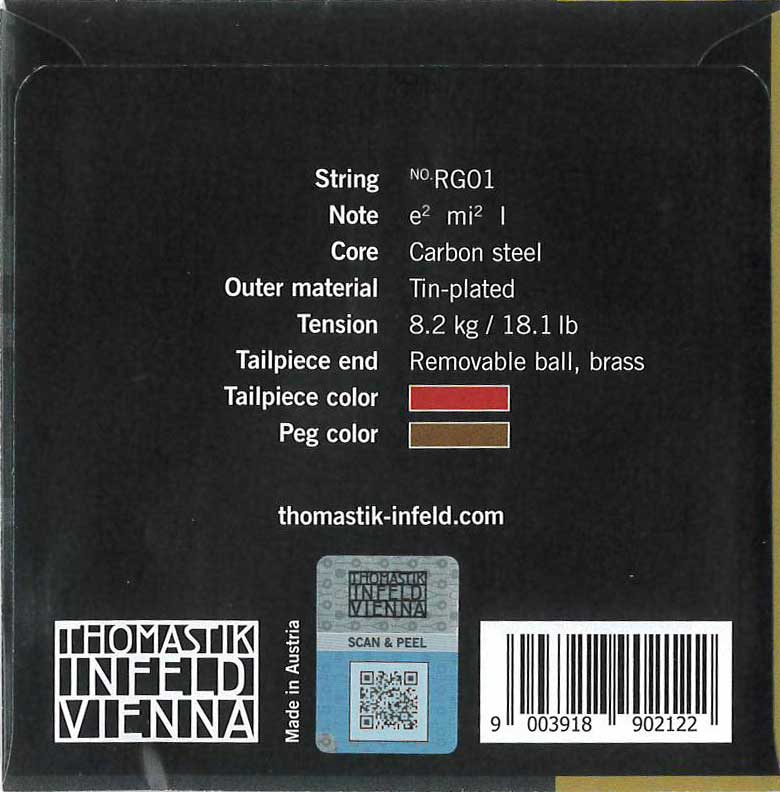 String NO.RG01
Note e² mi² I
Core Carbon steel
Outer material Tin-plated
Tension 8.2 kg / 18.1 lb
Tailpiece end Removable ball, brass
Tailpiece color
Peg color
thomastik-infeld.com
THOMASTIK
INFELD
VIENNA
Made in Austria
THOMASTIK
INFELD
VIENNA
SCAN & PEEL
9 003918 902122